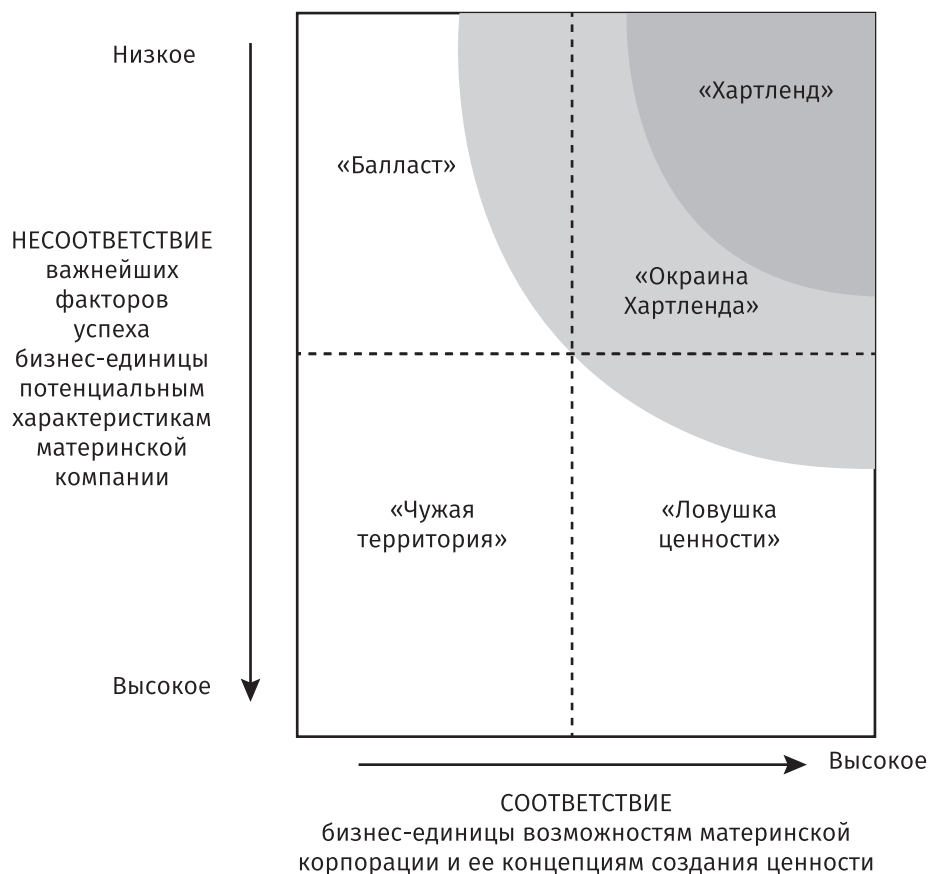 Низкое
«Хартленд»
«Балласт»
НЕСООТВЕТСТВИЕ
важнейших
факторов
успеха
бизнес-единицы
потенциальным
характеристикам
материнской
компании
«Окраина
Хартленда»
«Чужая
территория»
«Ловушка
ценности»
Высокое
Высокое
СООТВЕТСТВИЕ
бизнес-единицы возможностям материнской
корпорации и ее концепциям создания ценности